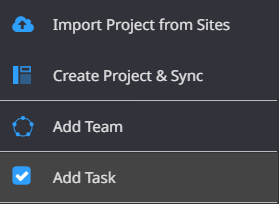 Import Project from Sites
Create Project & Sync
Add Team
Add Task